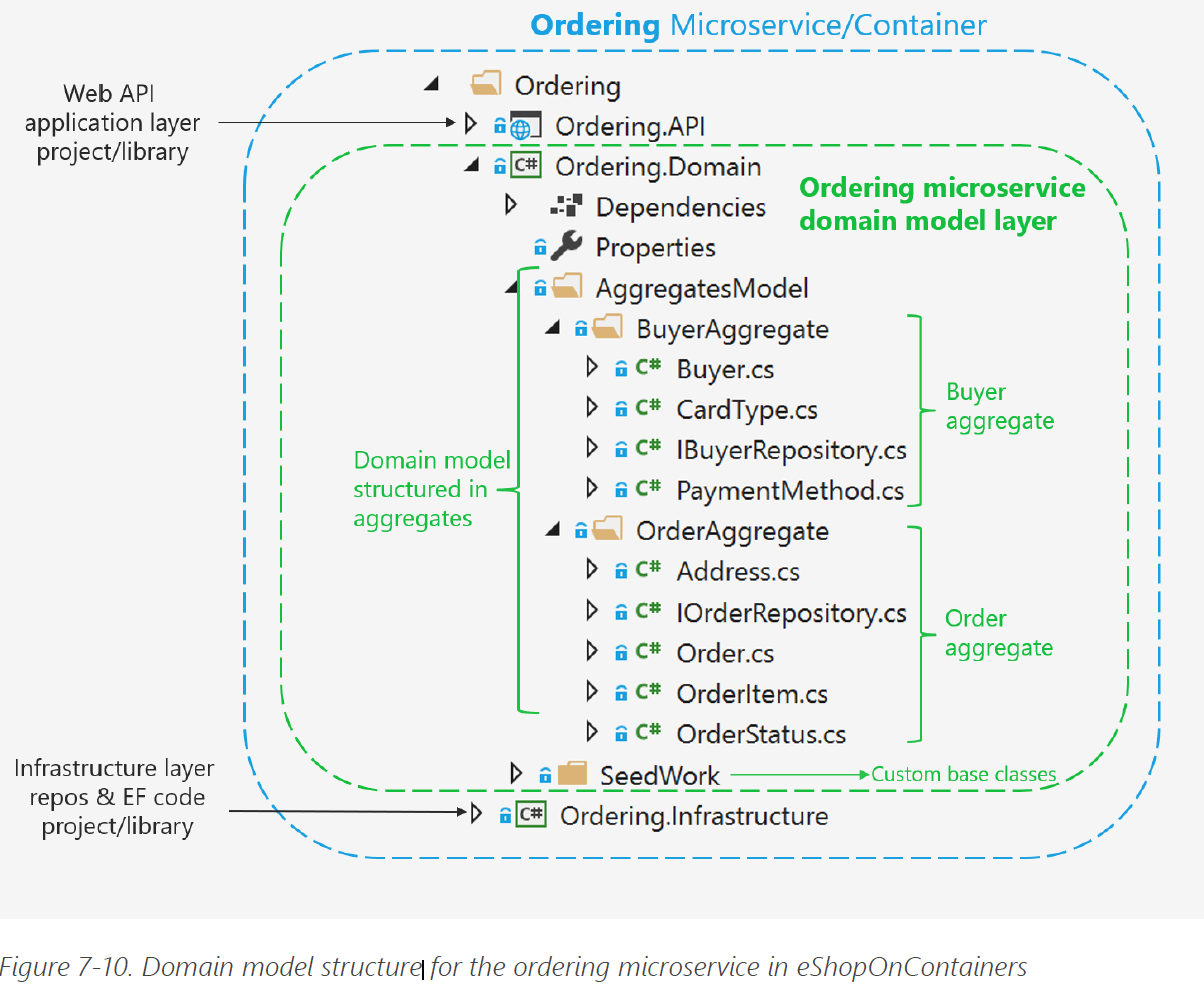 Ordering Microservice/Container
Web API
application layer
project/library
Ordering
Ordering.API
C# Ordering.Domain
Ordering microservice
domain model layer
Dependencies
Properties
AggregatesModel
BuyerAggregate
C# Buyer.cs
C# CardType.cs
C# IBuyerRepository.cs
C# PaymentMethod.cs
Buyer
aggregate
Domain model
structured in
aggregates
OrderAggregate
C# Address.cs
C# IOrderRepository.cs
C# Order.cs
C# OrderItem.cs
C# OrderStatus.cs
Order
aggregate
SeedWork
Custom base classes
Infrastructure layer
repos & EF code
project/library
C# Ordering.Infrastructure
Figure 7-10. Domain model structure for the ordering microservice in eShopOnContainers